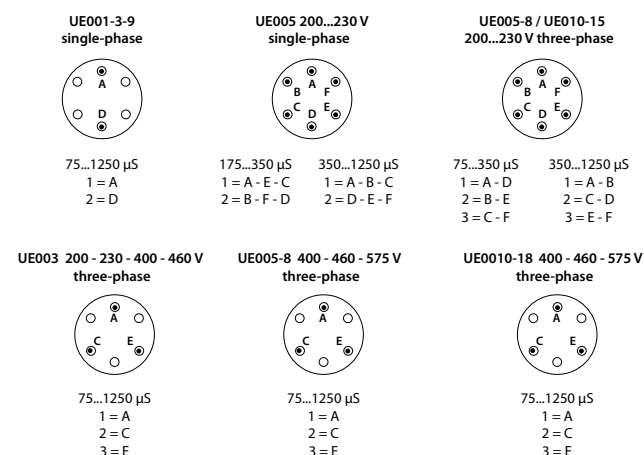 UE001-3-9
single-phase
A
D
75...1250 µS
1 = A
2 = D
UE005 200...230 V
single-phase
A
B F
C E
D
175...350 µS 350...1250 µS
1 = A - E - C 1 = A - B - C
2 = B - F - D 2 = D - E - F
UE005-8 / UE010-15
200...230 V three-phase
A
B F
C E
D
75...350 µS 350...1250 µS
1 = A - D 1 = A - B
2 = B - E 2 = C - D
3 = C - F 3 = E - F
UE003 200 - 230 - 400 - 460 V
three-phase
A
C E
75...1250 µS
1 = A
2 = C
3 = E
UE005-8 400 - 460 - 575 V
three-phase
A
C E
75...1250 µS
1 = A
2 = C
3 = E
UE0010-18 400 - 460 - 575 V
three-phase
A
C E
75...1250 µS
1 = A
2 = C
3 = E